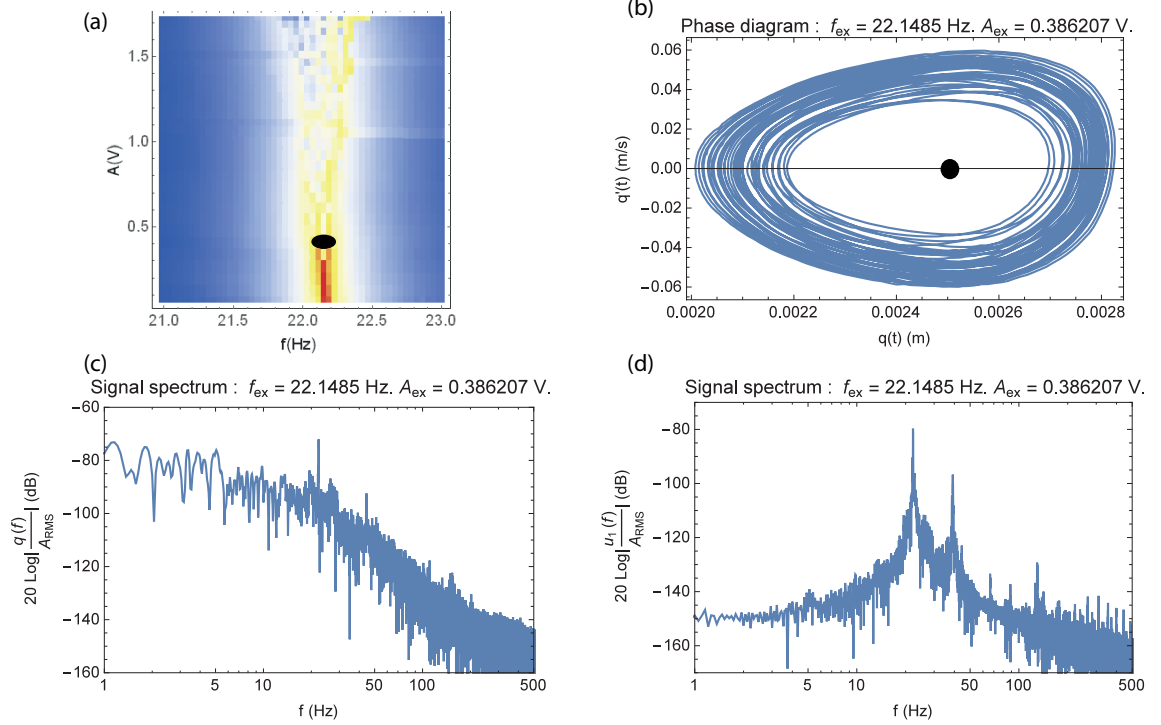 (a)
A(V)
1.5
1.0
0.5
21.0 21.5 22.0 22.5 23.0
f(Hz)
(b)
Phase diagram : f_ex = 22.1485 Hz. A_ex = 0.386207 V.
q'(t) (m/s)
0.06
0.04
0.02
0.00
−0.02
−0.04
−0.06
0.0020 0.0022 0.0024 0.0026 0.0028
q(t) (m)
(c)
Signal spectrum : f_ex = 22.1485 Hz. A_ex = 0.386207 V.
20 Log|q(f)/A_RMS| (dB)
−60
−80
−100
−120
−140
−160
1 5 10 50 100 500
f (Hz)
(d)
Signal spectrum : f_ex = 22.1485 Hz. A_ex = 0.386207 V.
20 Log|u_1(f)/A_RMS| (dB)
−80
−100
−120
−140
−160
1 5 10 50 100 500
f (Hz)